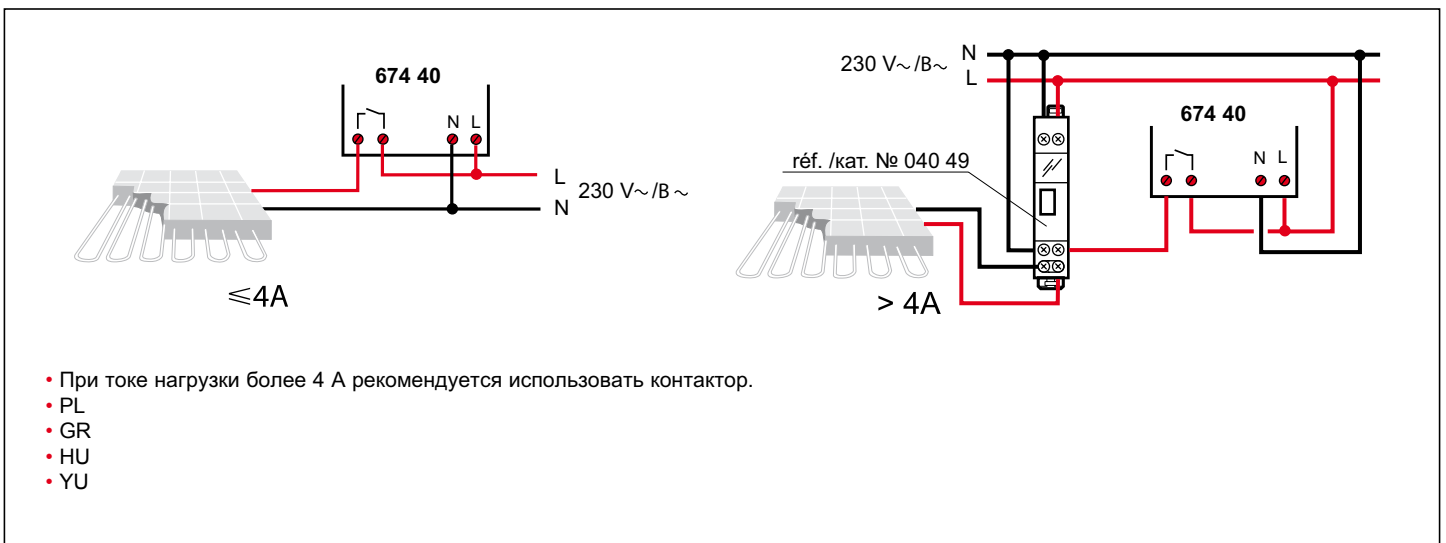 674 40
N L
L
230 V~/B~
N
≤4A
230 V~/B~
N
L
674 40
N L
réf. /кат. № 040 49
> 4A
• При токе нагрузки более 4 А рекомендуется использовать контактор.
• PL
• GR
• HU
• YU